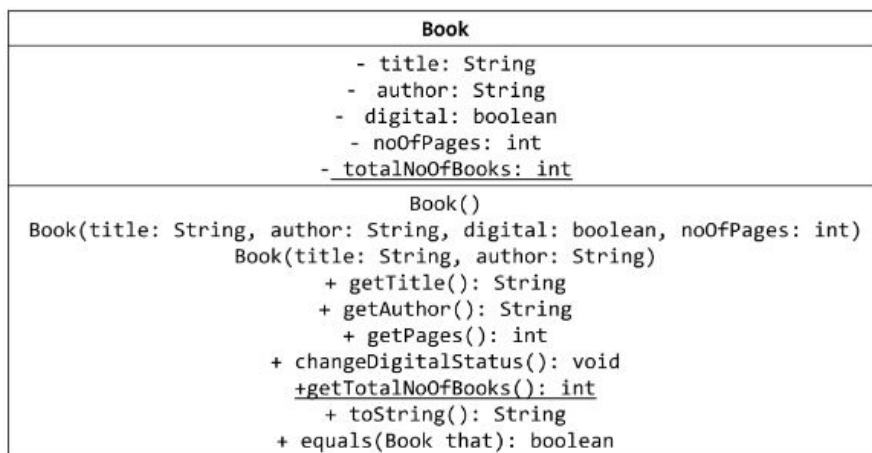 Book
- title: String
- author: String
- digital: boolean
- noOfPages: int
- totalNoOfBooks: int
Book()
Book(title: String, author: String, digital: boolean, noOfPages: int)
Book(title: String, author: String)
+ getTitle(): String
+ getAuthor(): String
+ getPages(): int
+ changeDigitalStatus(): void
+getTotalNoOfBooks(): int
+ toString(): String
+ equals(Book that): boolean